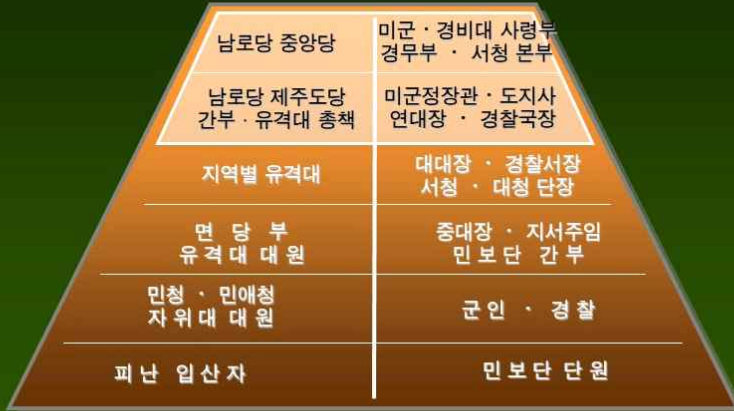 남로당 중앙당
미군 · 경비대 사령부
경무부 · 서청 본부
남로당 제주도당
간부 · 유격대 총책
미군정장관 · 도지사
연대장 · 경찰국장
지역별 유격대
대대장 · 경찰서장
서청 · 대청 단장
면 당 부
유격대 대원
중대장 · 지서주임
민보단 간부
민청 · 민애청
자위대 대원
군인 · 경찰
피난 입산자
민보단 단원